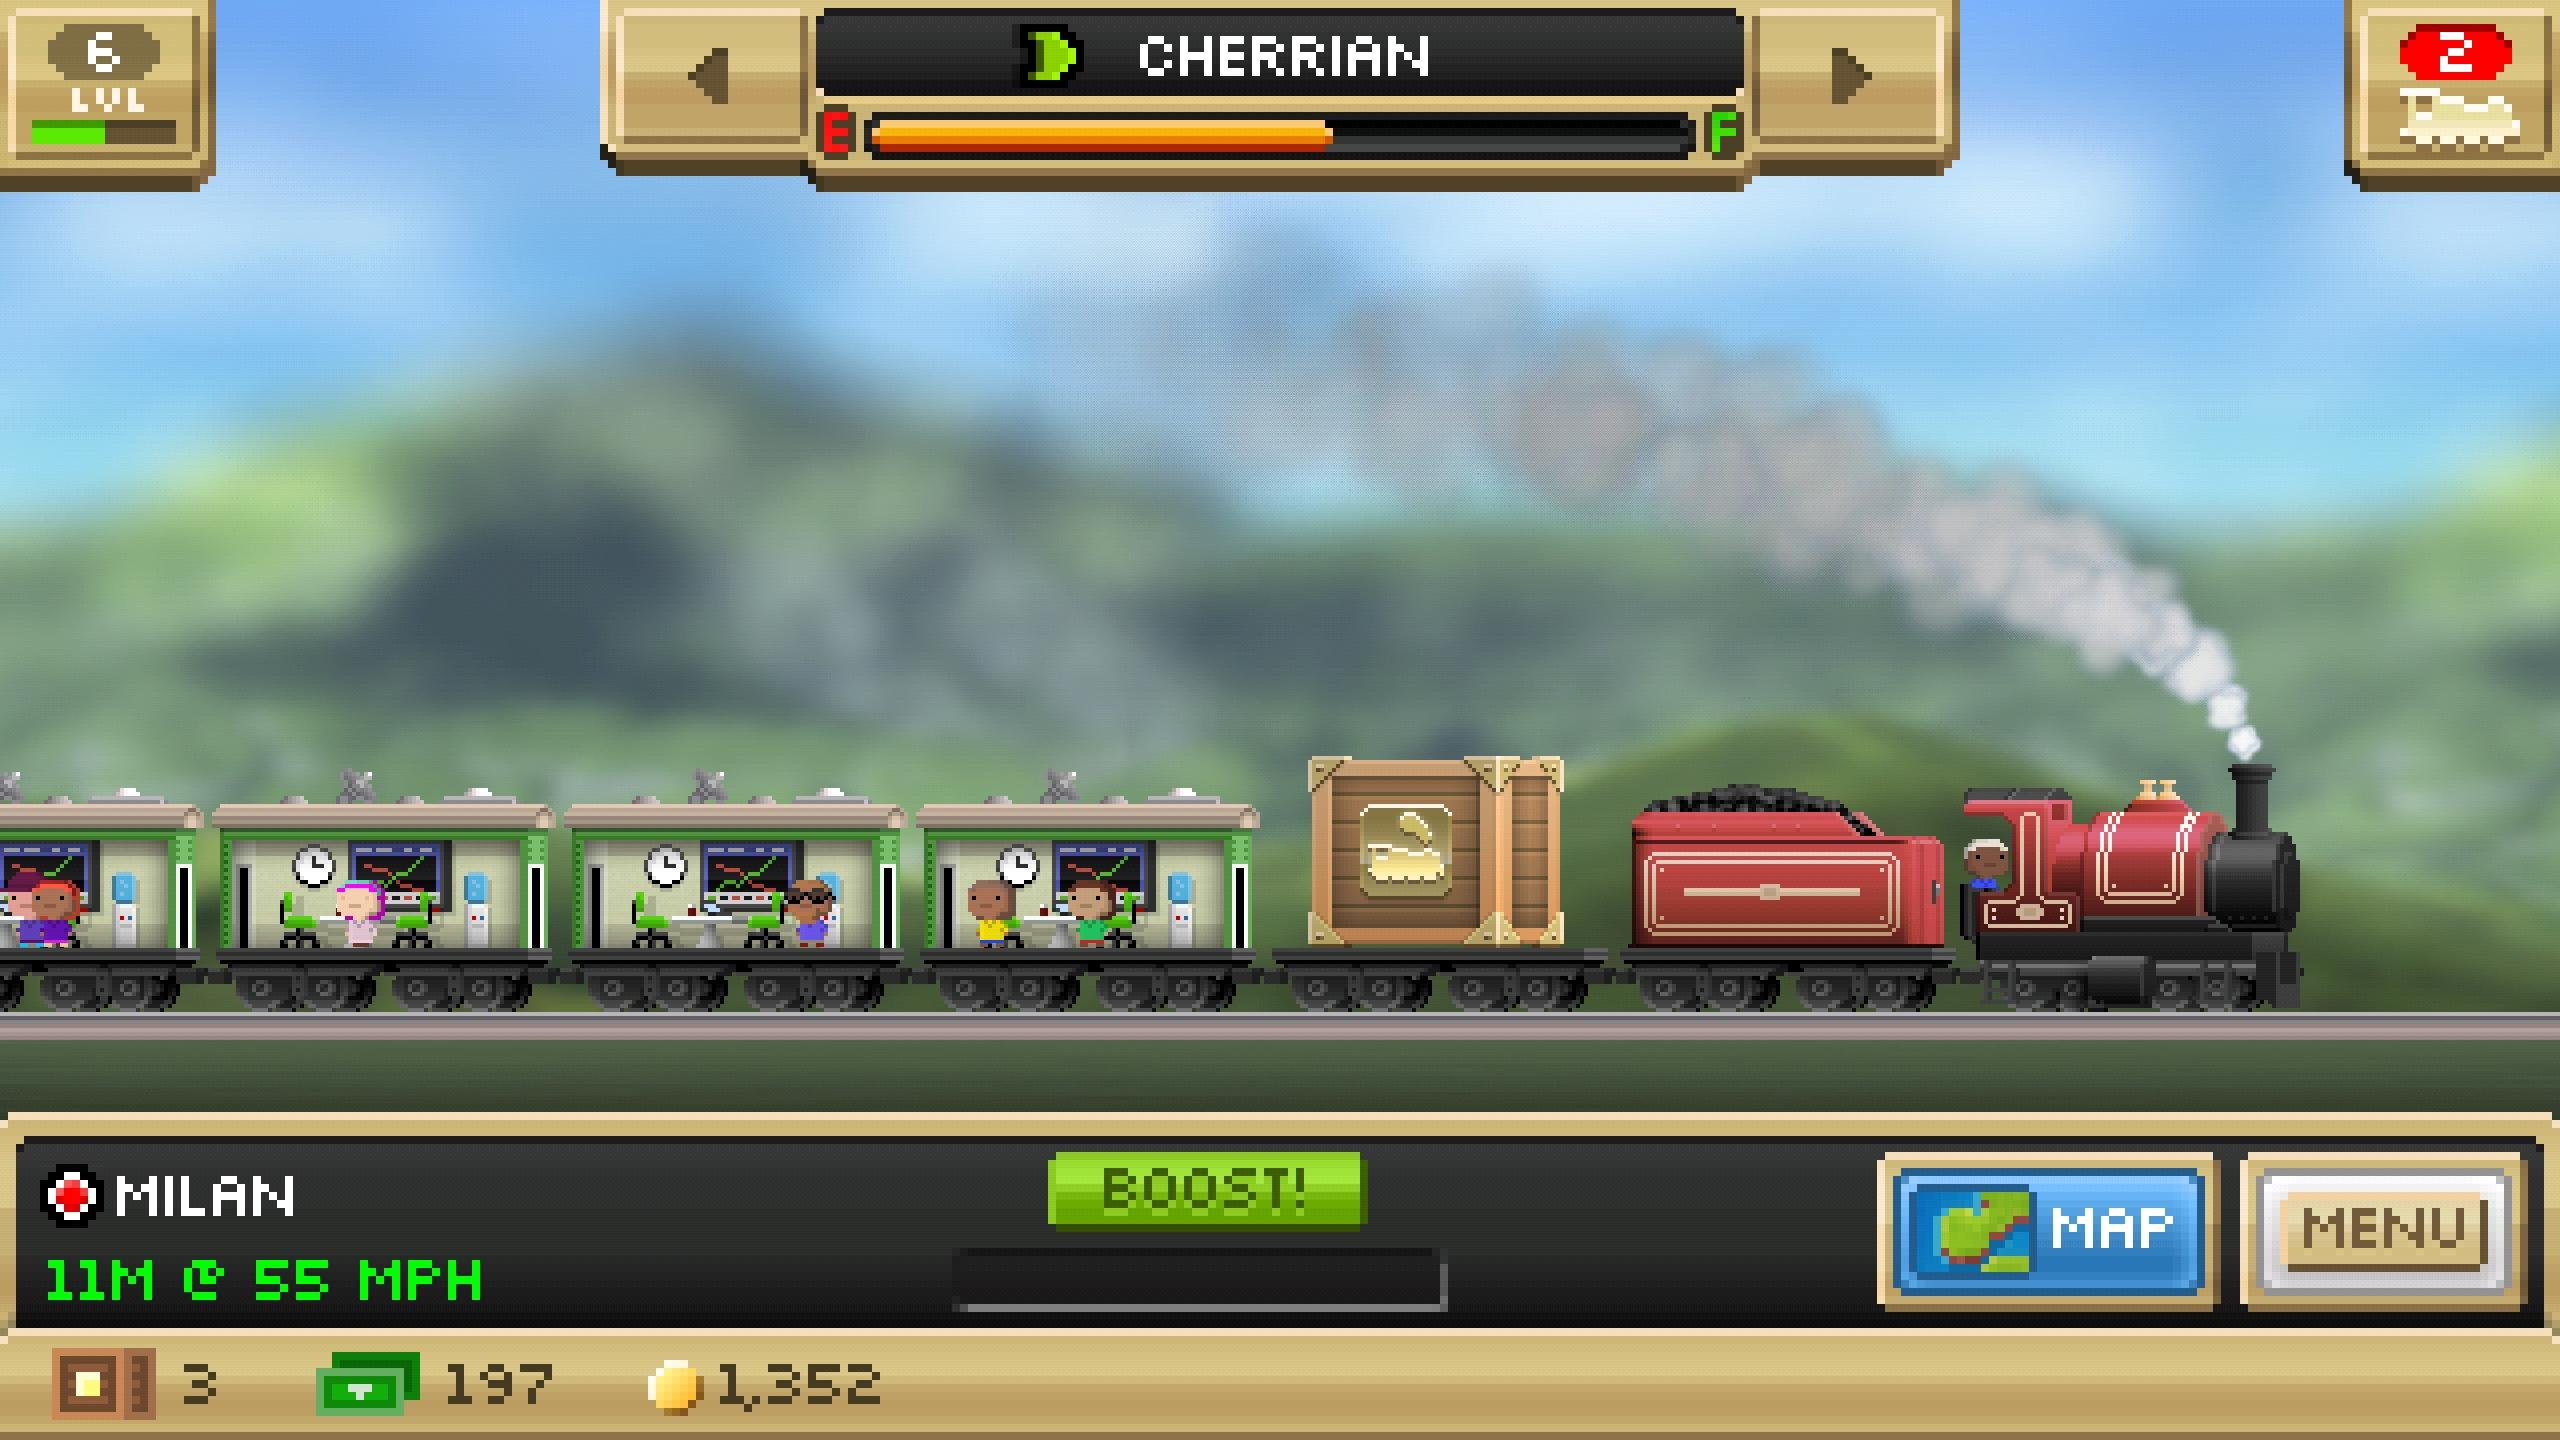 6
LVL
CHERRIAN
E F
2
MILAN
BOOST!
11M @ 55 MPH
MAP
MENU
3 197 1,352